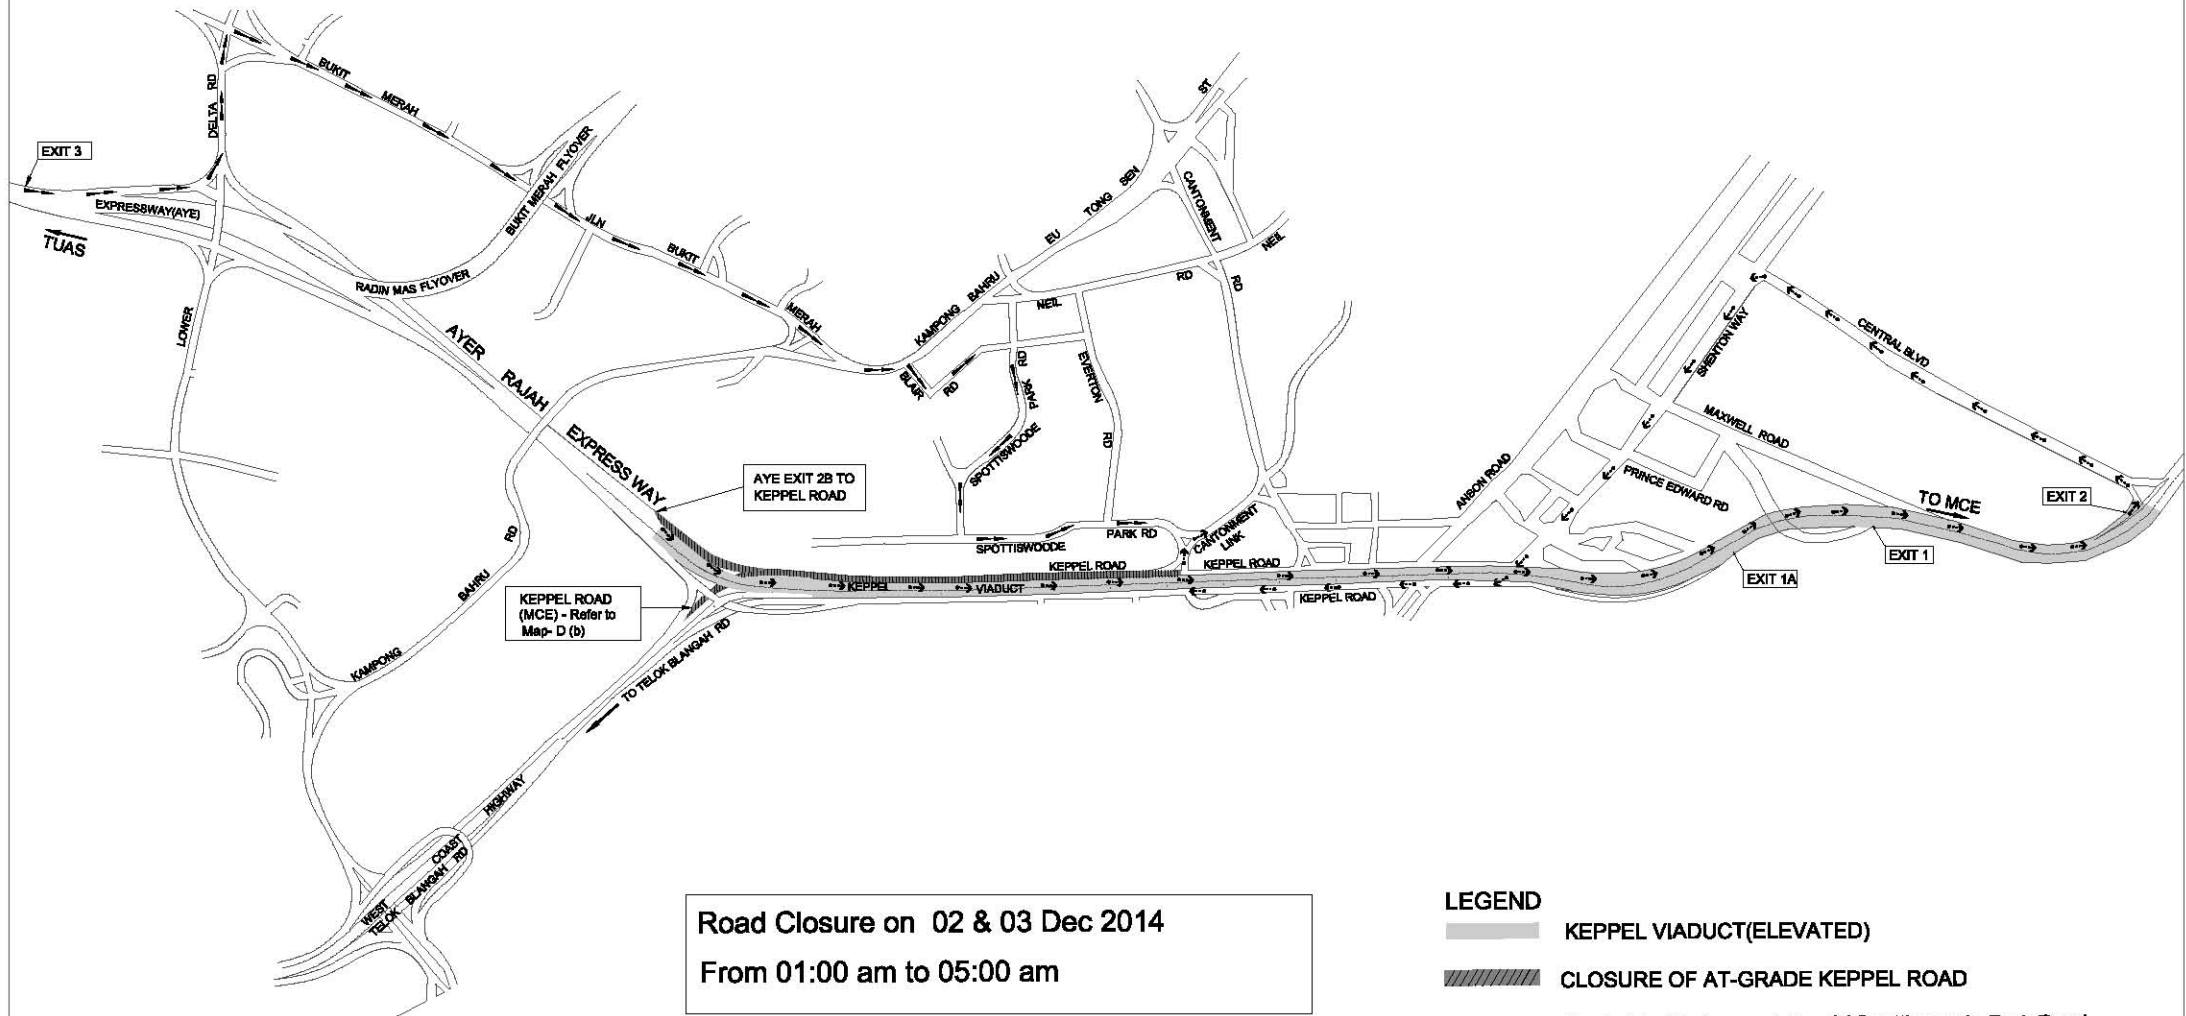 EXIT 3
EXPRESSWAY(AYE)
TUAS
DELTA RD
BUKIT
MERAH
BUKIT MERAH FLYOVER
RADIN MAS FLYOVER
JLN
BUKIT
MERAH
LOWER
AYER
RAJAH
EXPRESS WAY
KAMPONG BAHRU
EU TONG SEN ST
CANTONMENT
RD
NEIL
RD
NEIL
BLAIR
RD
SPOTTISWOODE
PARK RD
EVERTON
RD
SHENTON WAY
CENTRAL BLVD
MAXWELL ROAD
PRINCE EDWARD RD
ANSON ROAD
TO MCE
EXIT 2
EXIT 1
EXIT 1A
AYE EXIT 2B TO
KEPPEL ROAD
SPOTTISWOODE
PARK RD
CANTONMENT
LINK
KEPPEL ROAD
KEPPEL ROAD
KEPPEL
VIADUCT
KEPPEL ROAD
KEPPEL ROAD
(MCE) - Refer to
Map- D (b)
TO TELOK BLANGAH RD
KAMPONG
BAHRU
RD
WEST
COAST
HIGHWAY
TELOK BLANGAH RD
Road Closure on 02 & 03 Dec 2014
From 01:00 am to 05:00 am
LEGEND
KEPPEL VIADUCT(ELEVATED)
CLOSURE OF AT-GRADE KEPPEL ROAD